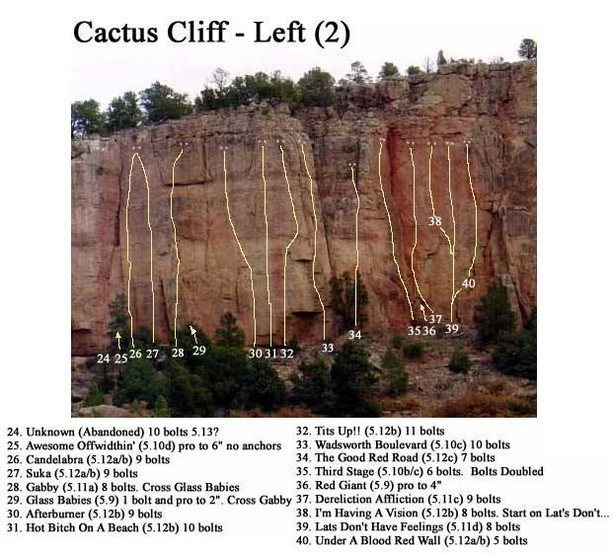 Cactus Cliff - Left (2)
38
40
37
24 25 26 27 28 29 30 31 32 33 34 35 36 39
24. Unknown (Abandoned) 10 bolts 5.13?
25. Awesome Offwidthin' (5.10d) pro to 6" no anchors
26. Candelabra (5.12a/b) 9 bolts
27. Suka (5.12a/b) 9 bolts
28. Gabby (5.11a) 8 bolts. Cross Glass Babies
29. Glass Babies (5.9) 1 bolt and pro to 2". Cross Gabby
30. Afterburner (5.12b) 9 bolts
31. Hot Bitch On A Beach (5.12b) 10 bolts
32. Tits Up!! (5.12b) 11 bolts
33. Wadsworth Boulevard (5.10c) 10 bolts
34. The Good Red Road (5.12c) 7 bolts
35. Third Stage (5.10b/c) 6 bolts. Bolts Doubled
36. Red Giant (5.9) pro to 4"
37. Dereliction Affliction (5.11c) 9 bolts
38. I'm Having A Vision (5.12b) 8 bolts. Start on Lat's Don't...
39. Lats Don't Have Feelings (5.11d) 8 bolts
40. Under A Blood Red Wall (5.12a/b) 5 bolts